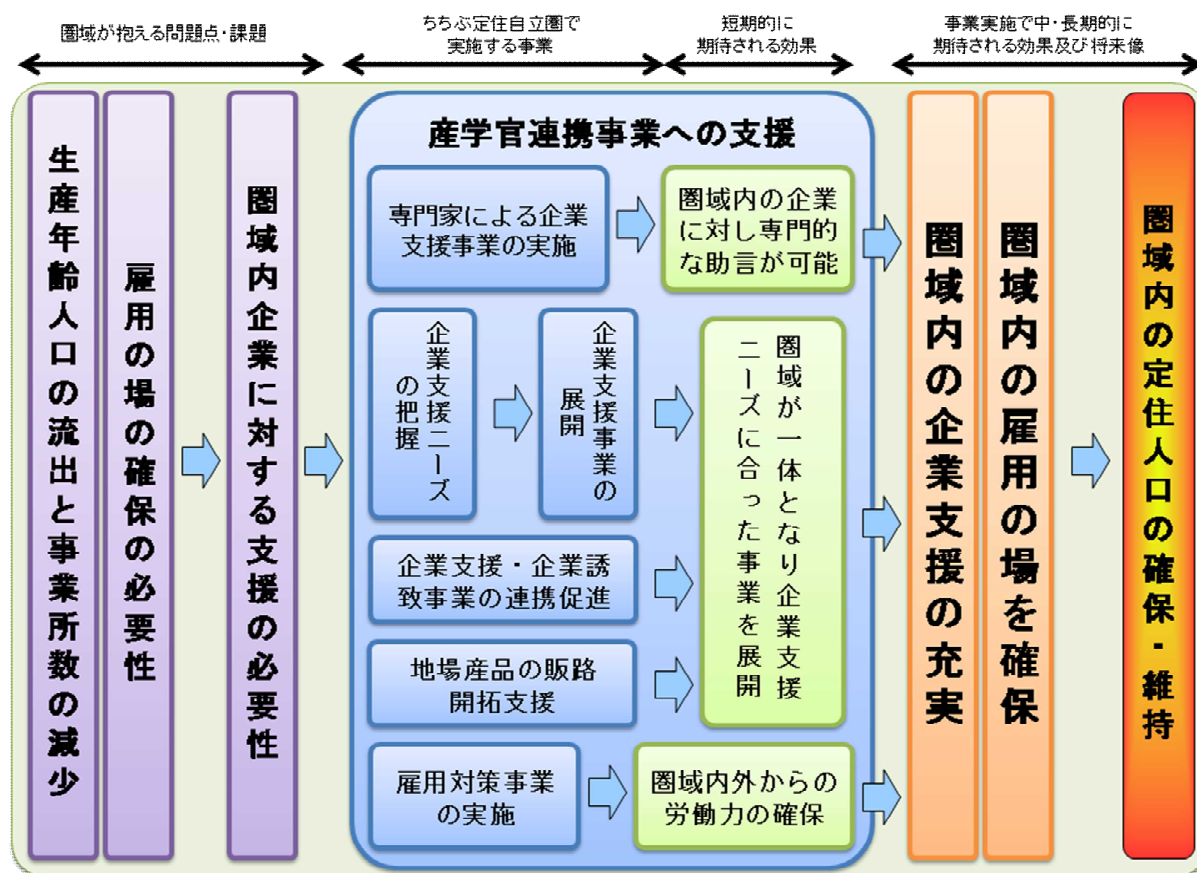 圏域が抱える問題点・課題
ちちぶ定住自立圏で
実施する事業
短期的に
期待される効果
事業実施で中・長期的に
期待される効果及び将来像
生産年齢人口の流出と事業所数の減少
雇用の場の確保の必要性
圏域内企業に対する支援の必要性
産学官連携事業への支援
専門家による企業
支援事業の実施
圏域内の企業
に対し専門的
な助言が可能
企業支援ニーズ
の把握
企業支援事業の
展開
圏域が一体となり企業支援
ニーズに合った事業を展開
企業支援・企業誘
致事業の連携促進
地場産品の販路
開拓支援
雇用対策事業
の実施
圏域内外からの
労働力の確保
圏域内の企業支援の充実
圏域内の雇用の場を確保
圏域内の定住人口の確保・維持